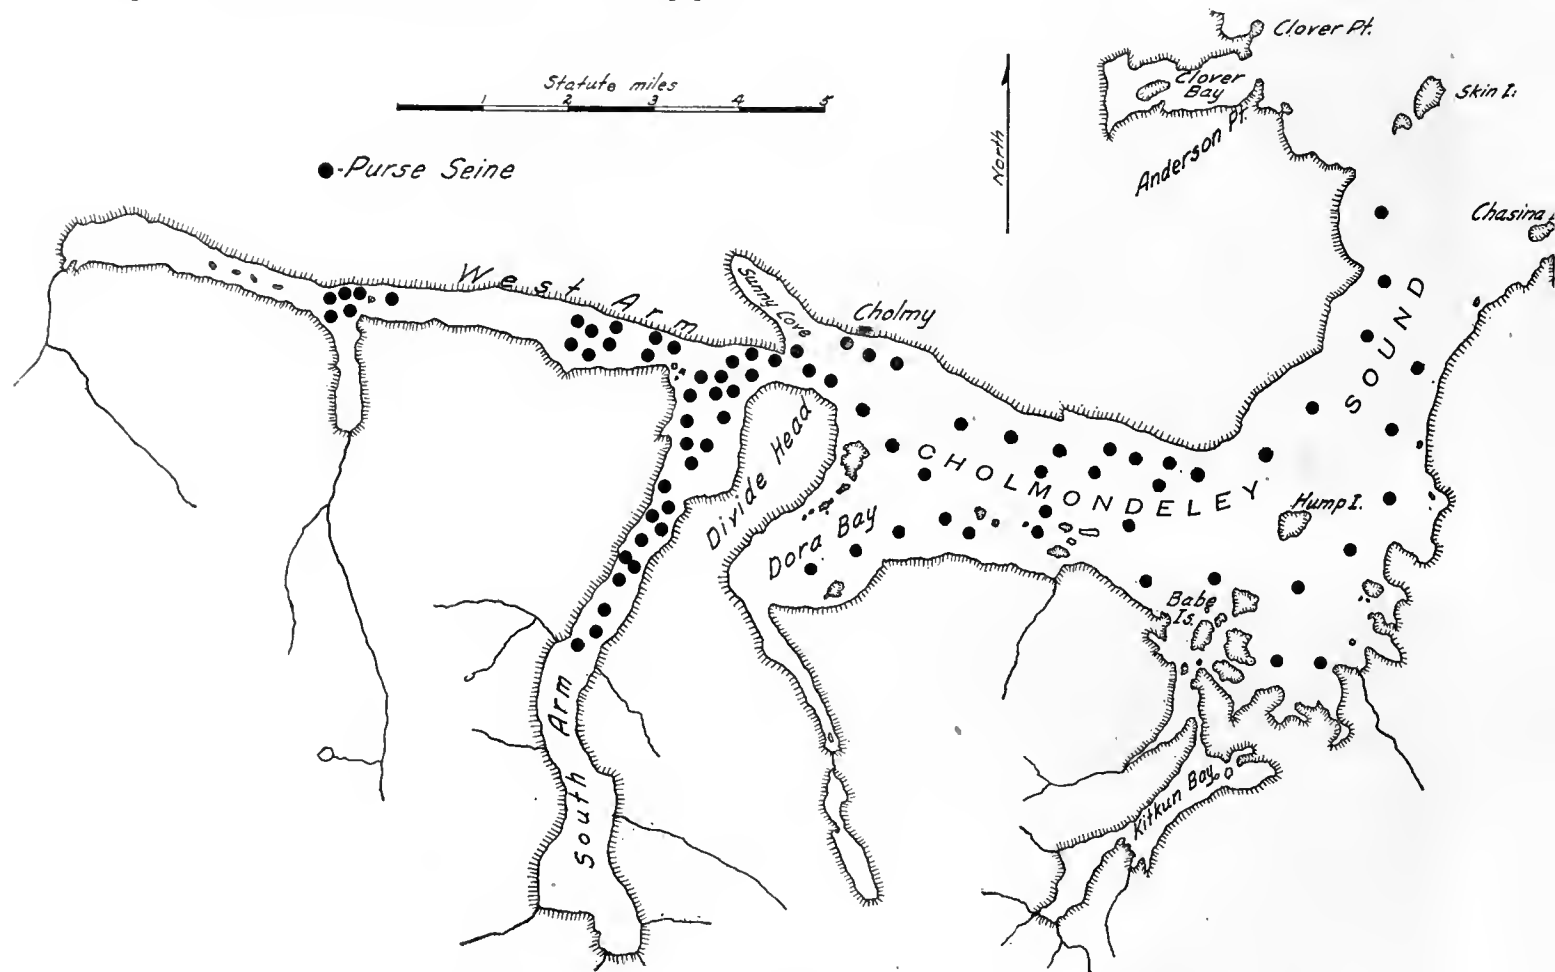 Clover Pt.
Statute miles
1 2 3 4 5
Clover
Bay
Skin I.
Purse Seine
North
Anderson Pt.
Chasina
West Arm
Sunny Cove
Cholmy
SOUND
CHOLMONDELEY
Divide Head
Hump I.
Dora Bay
Babe
Is.
South Arm
Kitkun Bay